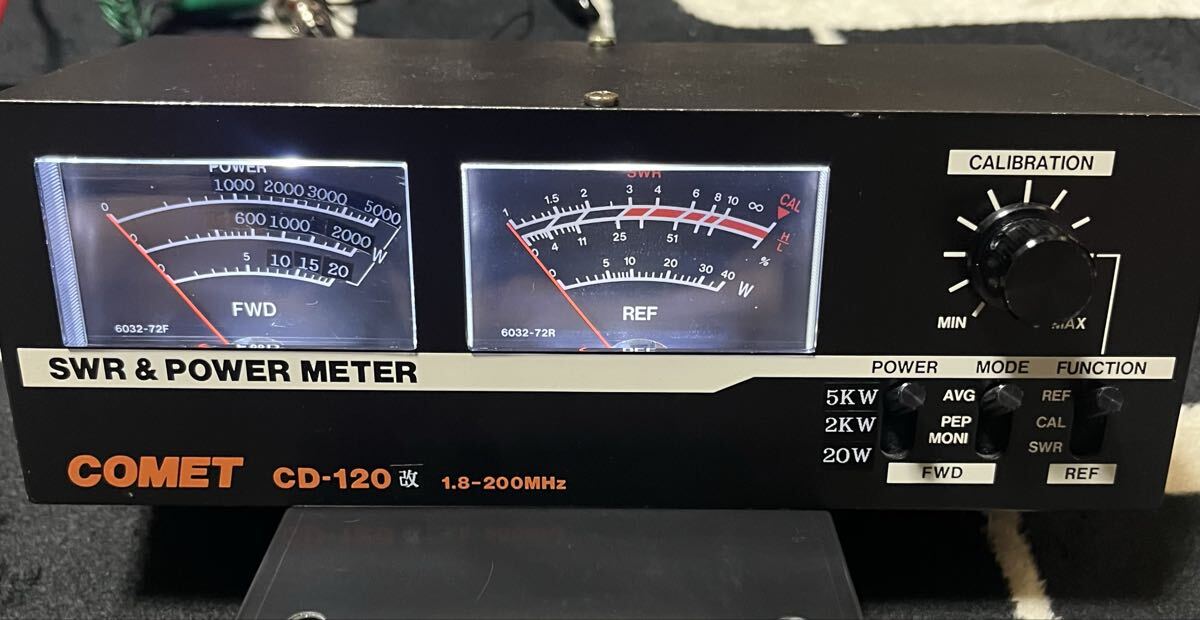 POWER
0 1000 2000 3000 5000
0 600 1000 2000 W
0 5 10 15 20
FWD
6032-72F
SWR
1 1.5 2 3 4 6 8 10 ∞ CAL
0 4 11 25 51 % H/L
0 5 10 20 30 40 W
REF
6032-72R
CALIBRATION
MIN MAX
SWR & POWER METER
POWER MODE FUNCTION
5KW AVG REF
2KW PEP CAL
MONI
20W SWR
FWD REF
COMET CD-120改 1.8-200MHz